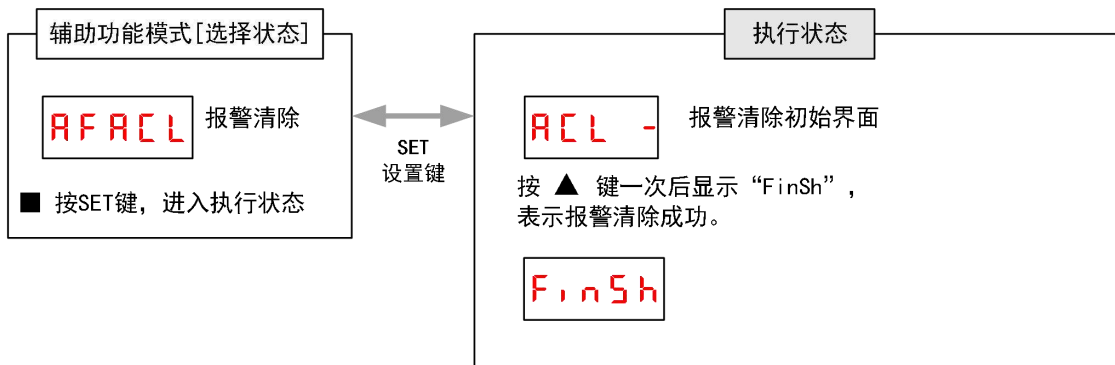 辅助功能模式[选择状态]
AFACL 报警清除
■ 按SET键，进入执行状态
SET
设置键
执行状态
ACL - 报警清除初始界面
按 ▲ 键一次后显示“FinSh”，
表示报警清除成功。
FinSh